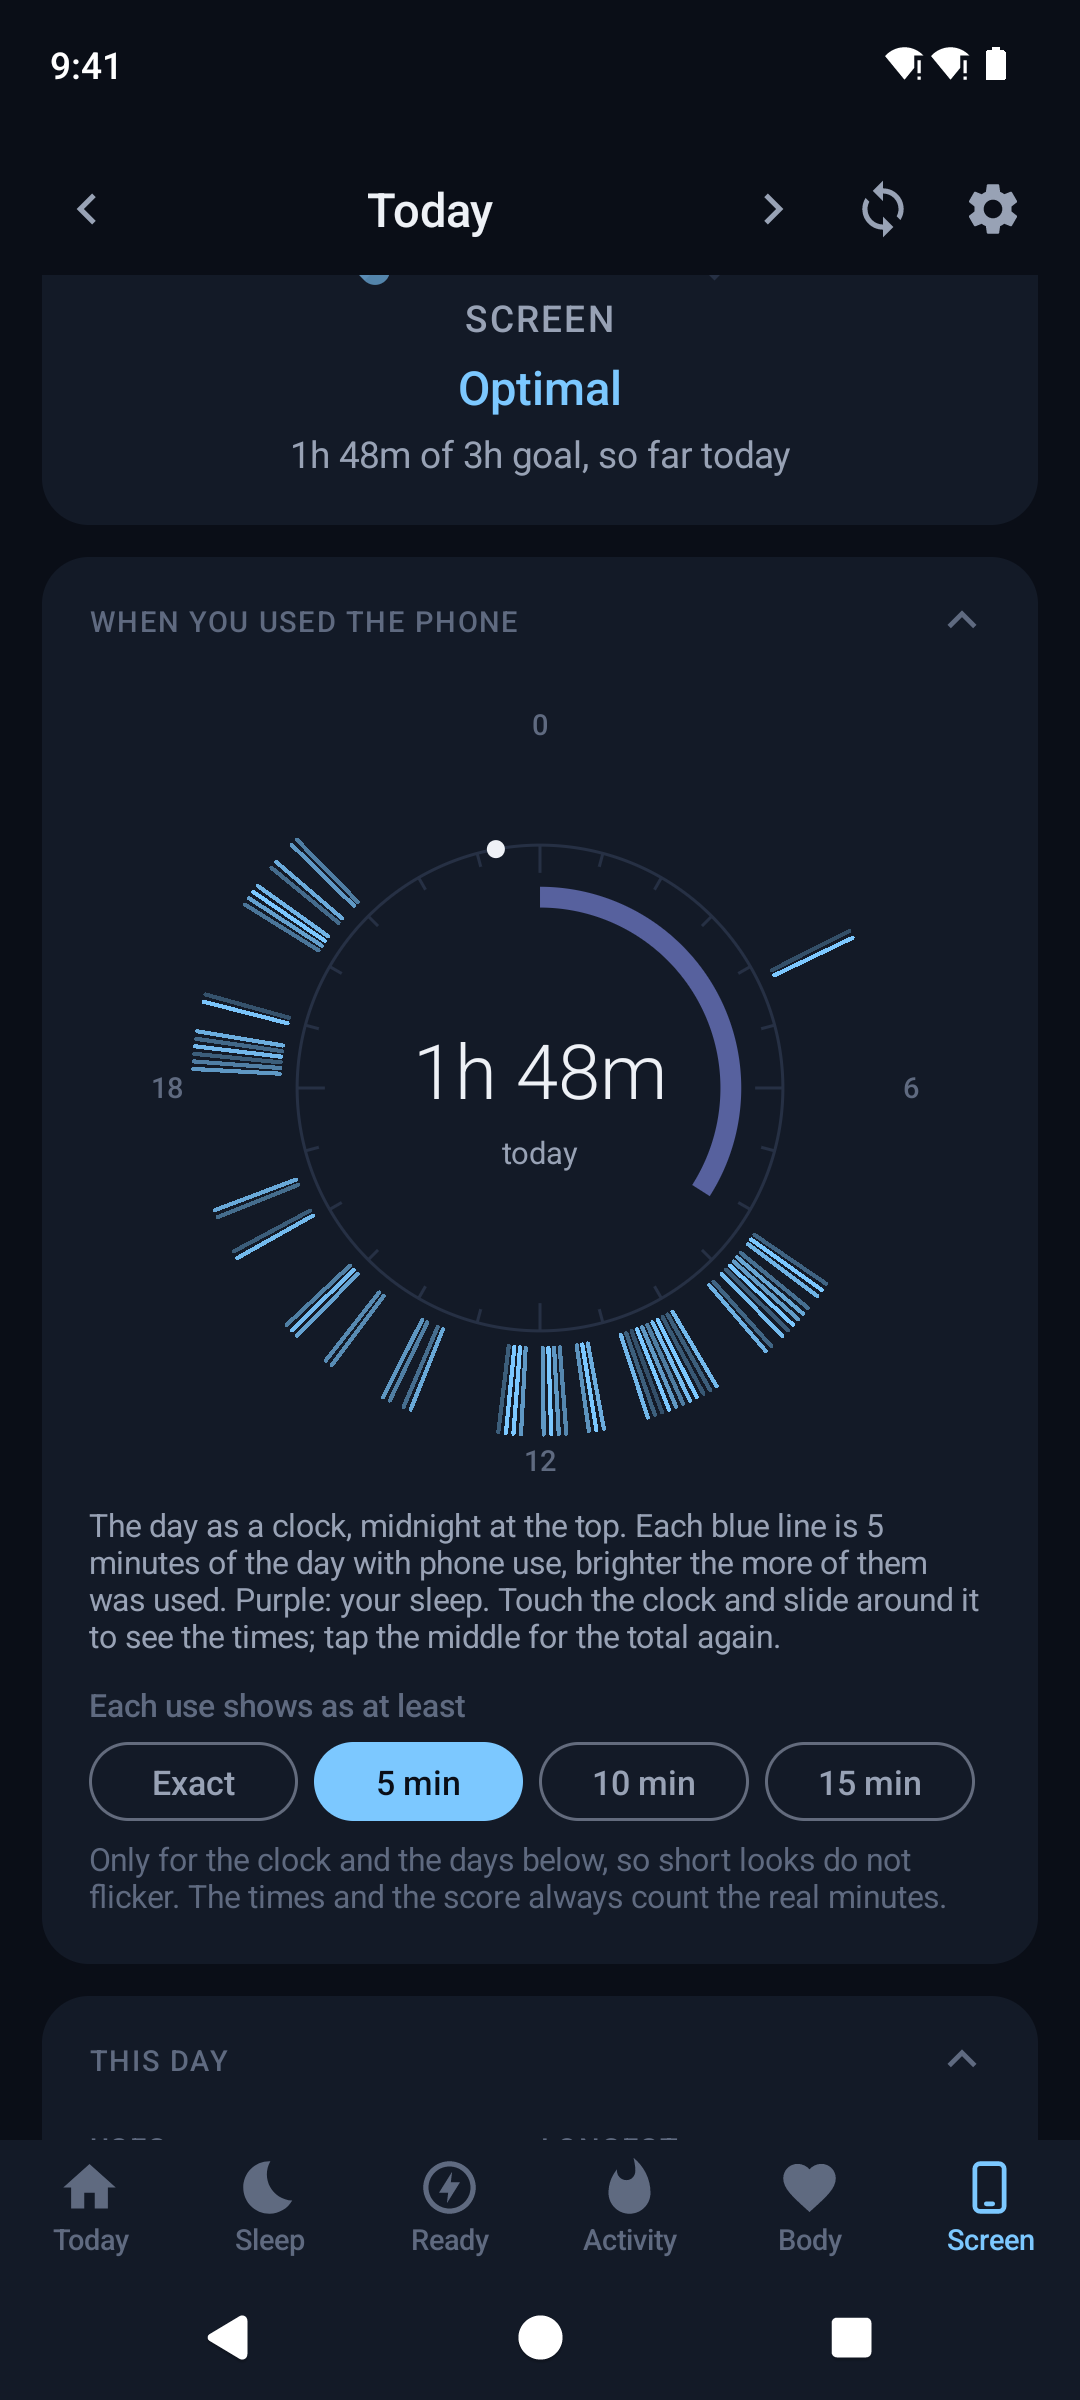 9:41
Today
SCREEN
Optimal
1h 48m of 3h goal, so far today
WHEN YOU USED THE PHONE
0
18
1h 48m
6
today
12
The day as a clock, midnight at the top. Each blue line is 5
minutes of the day with phone use, brighter the more of them
was used. Purple: your sleep. Touch the clock and slide around it
to see the times; tap the middle for the total again.
Each use shows as at least
Exact
5 min
10 min
15 min
Only for the clock and the days below, so short looks do not
flicker. The times and the score always count the real minutes.
THIS DAY
Today
Sleep
Ready
Activity
Body
Screen